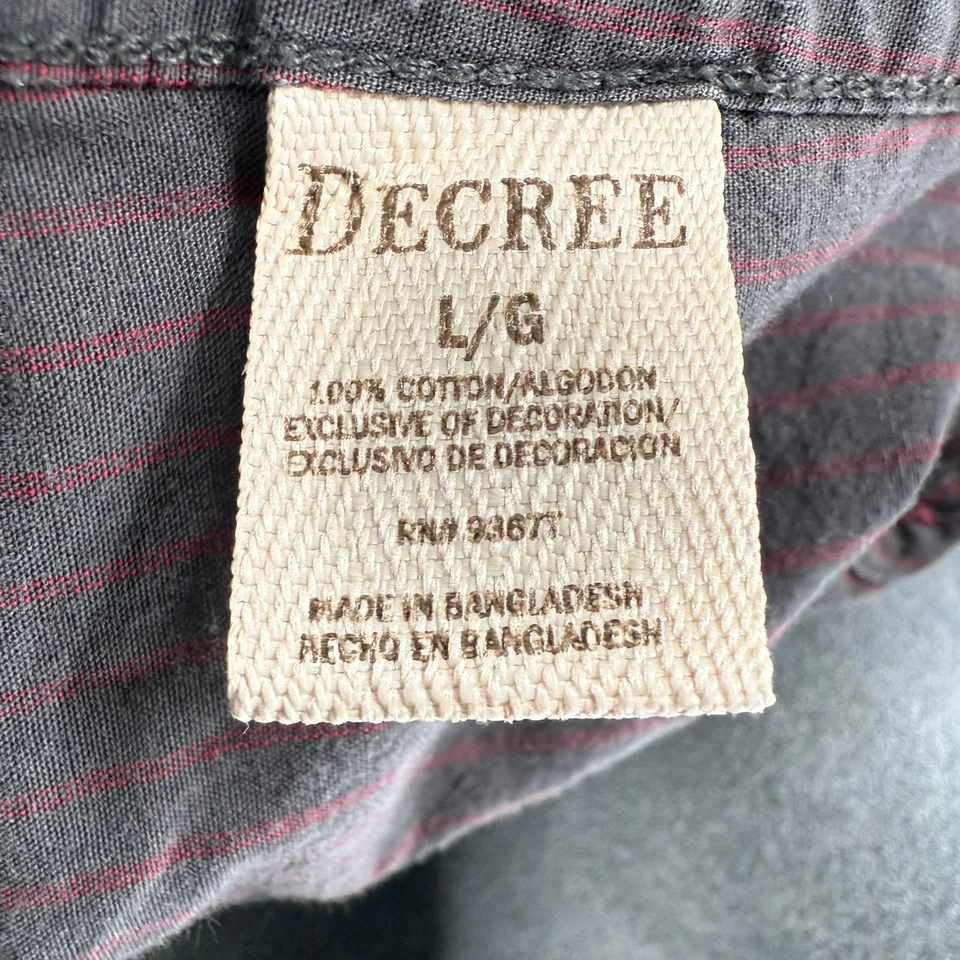 DECREE
L/G
100% COTTON/ALGODON
EXCLUSIVE OF DECORATION/
EXCLUSIVO DE DECORACION
RN# 93677
MADE IN BANGLADESH
HECHO EN BANGLADESH